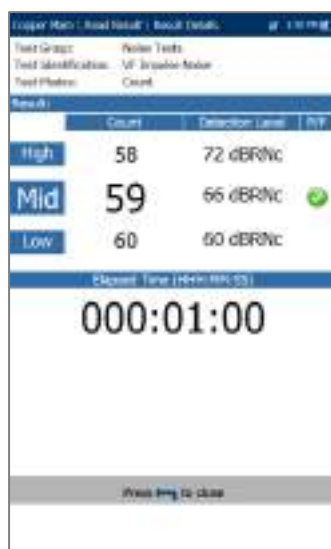 Copper Main \ Read Result \ Result Details
Test Group: Noise Tests
Test Identification: VF Impulse Noise
Test Photos: Count
Result:
Count Detection Level P/F
High 58 72 dBRNc
Mid 59 66 dBRNc
Low 60 60 dBRNc
Elapsed Time (HHH:MM:SS)
000:01:00
Press to close